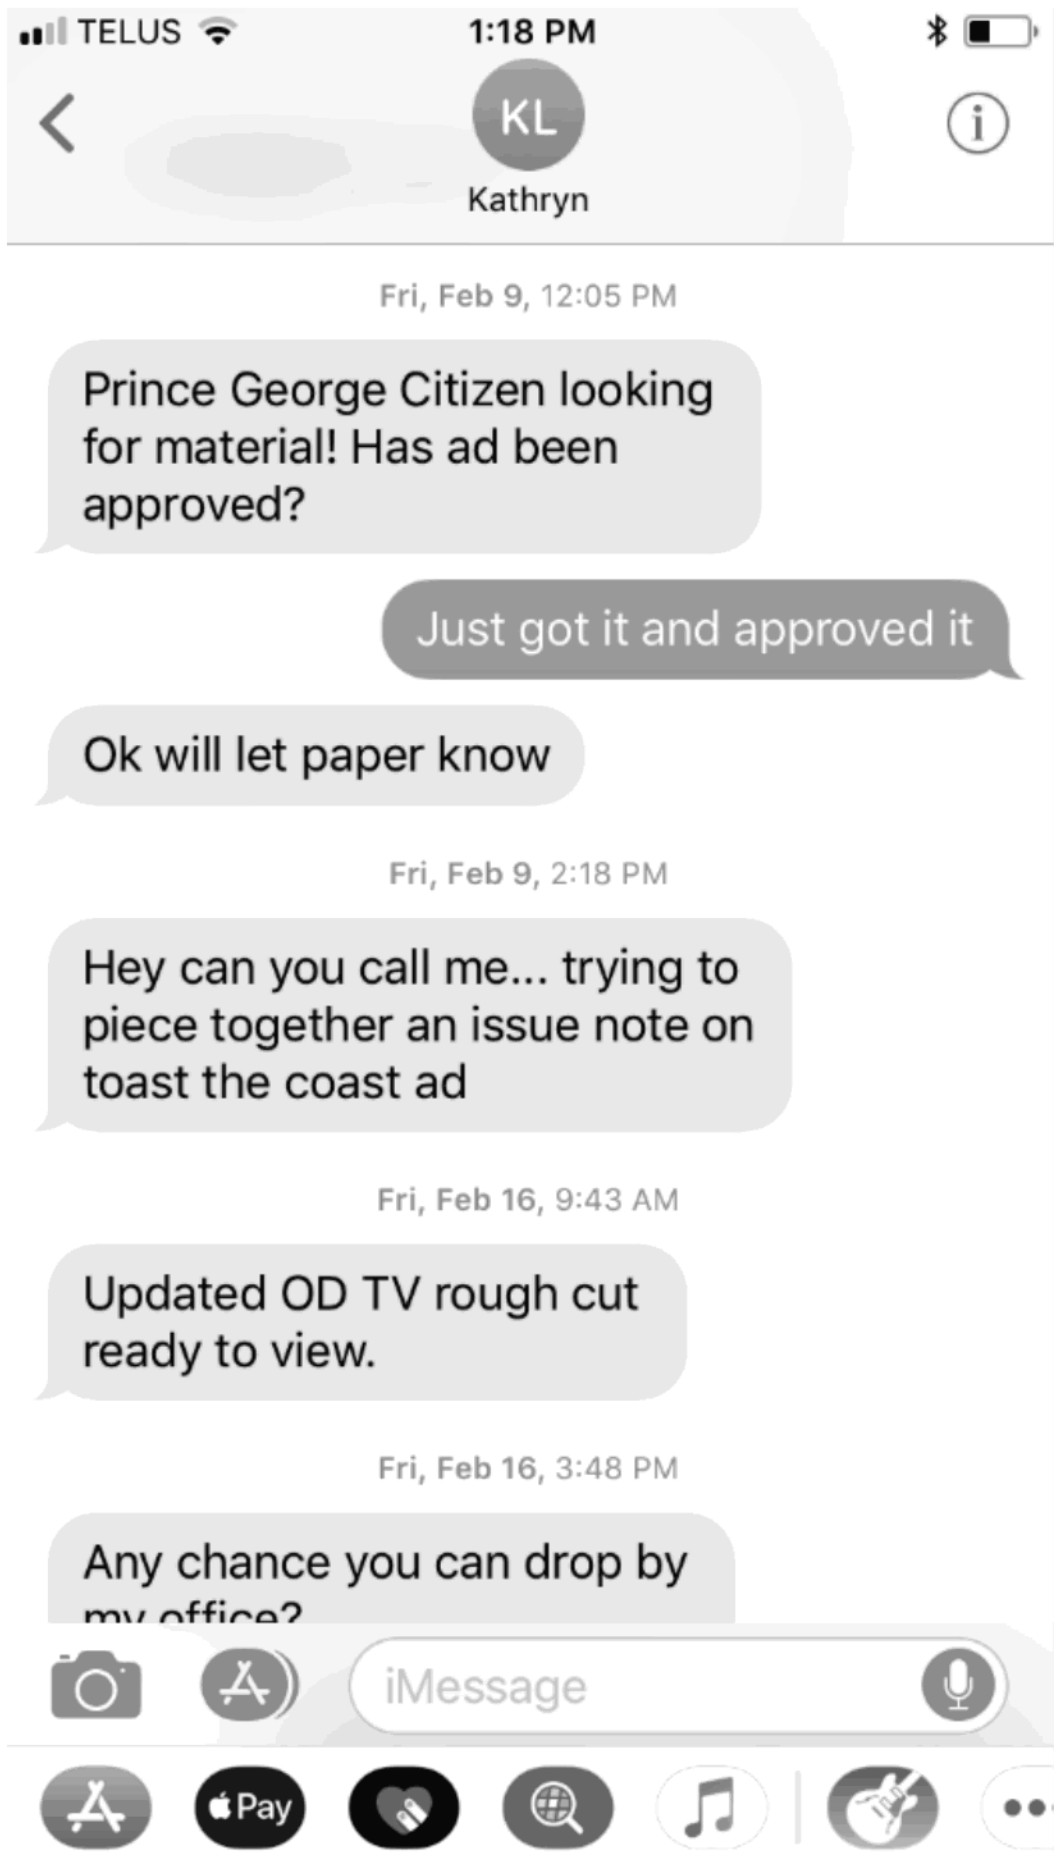 TELUS 1:18 PM
KL
Kathryn
Fri, Feb 9, 12:05 PM
Prince George Citizen looking
for material! Has ad been
approved?
Just got it and approved it
Ok will let paper know
Fri, Feb 9, 2:18 PM
Hey can you call me... trying to
piece together an issue note on
toast the coast ad
Fri, Feb 16, 9:43 AM
Updated OD TV rough cut
ready to view.
Fri, Feb 16, 3:48 PM
Any chance you can drop by
my office?
iMessage
Pay